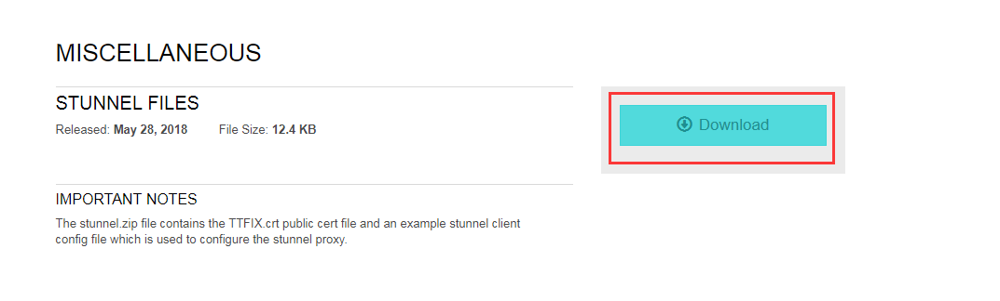 MISCELLANEOUS
STUNNEL FILES
Released: May 28, 2018 File Size: 12.4 KB
Download
IMPORTANT NOTES
The stunnel.zip file contains the TTFIX.crt public cert file and an example stunnel client
config file which is used to configure the stunnel proxy.